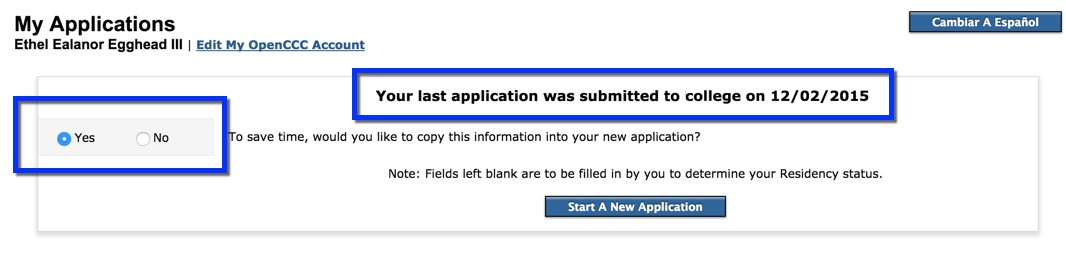 My Applications
Cambiar A Español
Ethel Ealanor Egghead III | Edit My OpenCCC Account
Your last application was submitted to college on 12/02/2015
Yes No To save time, would you like to copy this information into your new application?
Note: Fields left blank are to be filled in by you to determine your Residency status.
Start A New Application